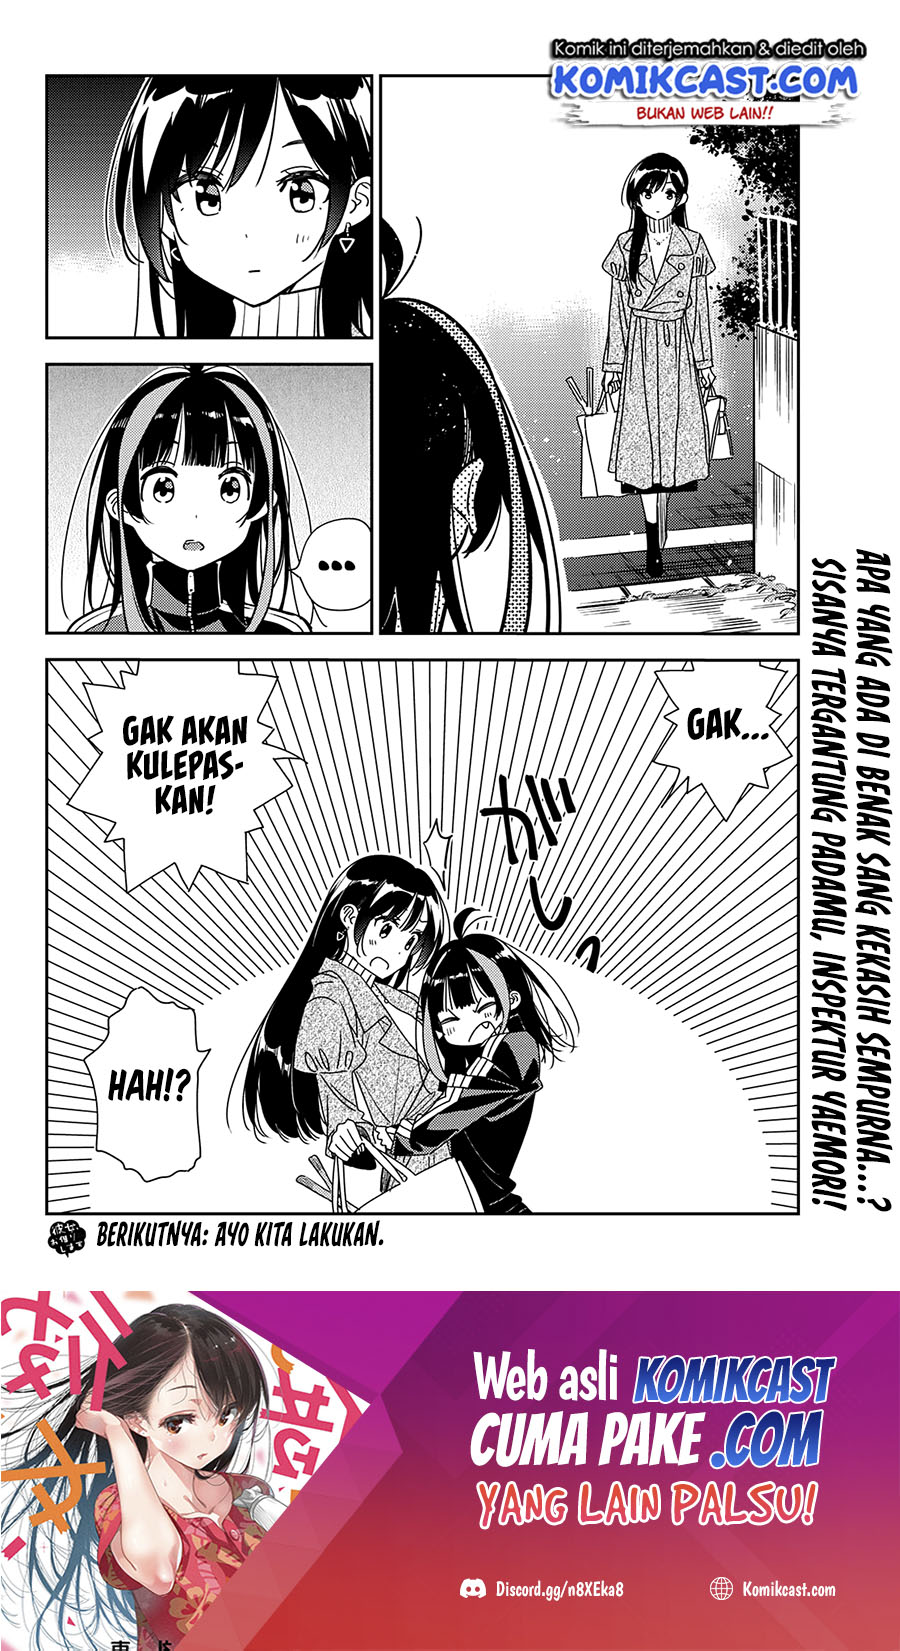 Komik ini diterjemahkan & diedit oleh
KOMIKCAST.COM
BUKAN WEB LAIN!!
...
GAK...
GAK AKAN
KULEPAS-
KAN!
HAH!?
APA YANG ADA DI BENAK SANG KEKASIH SEMPURNA...?
SISANYA TERGANTUNG PADAMU, INSPEKTUR YAEMORI!
BERIKUTNYA: AYO KITA LAKUKAN.
Web asli KOMIKCAST
CUMA PAKE .COM
YANG LAIN PALSU!
Discord.gg/n8XEka8
Komikcast.com